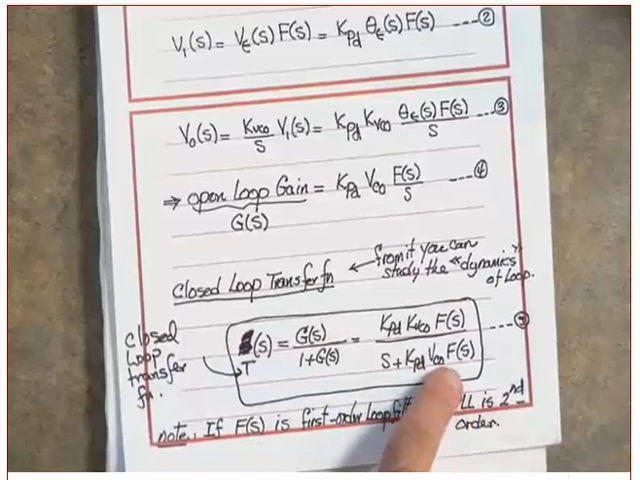 V₁(s) = Vε(s) F(s) = Kpd θε(s) F(s) ---- ②
V₀(s) = Kvco/s V₁(s) = Kpd Kvco θε(s) F(s)/s ---- ③
⇒ open Loop Gain = Kpd Vco F(s)/s ---- ④
G(s)
Closed Loop Transfer fn ← from it you can study the "dynamics" of Loop.
closed Loop transfer fn.
T(s) = G(s)/1+G(s) = Kpd Kvco F(s)/s + Kpd Vco F(s) ---- ⑤
note. If F(s) is first-order Loop LL is 2nd order.